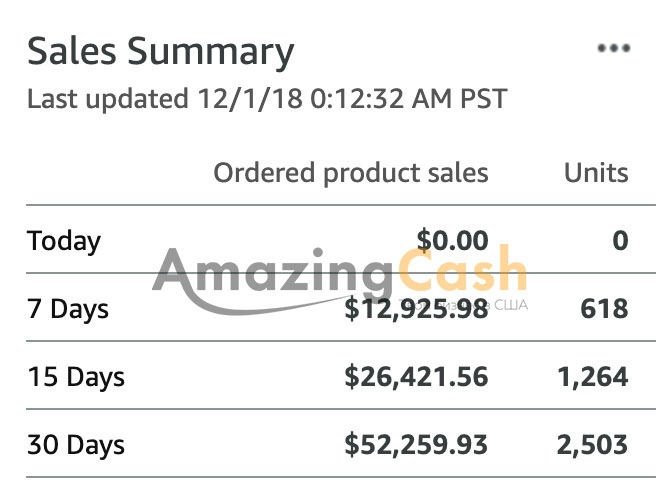 Sales Summary
Last updated 12/1/18 0:12:32 AM PST
Ordered product sales Units
Today $0.00 0
AmazingCash
США
7 Days $12,925.98 618
15 Days $26,421.56 1,264
30 Days $52,259.93 2,503